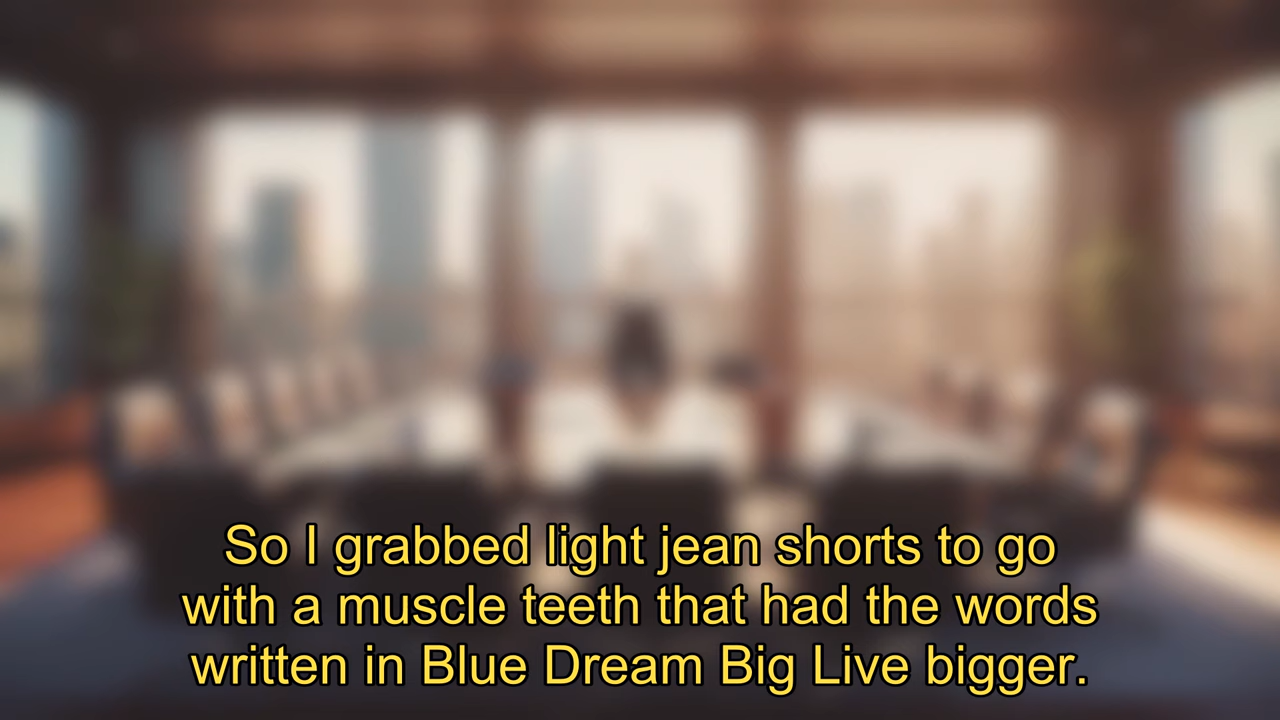 So I grabbed light jean shorts to go
with a muscle teeth that had the words
written in Blue Dream Big Live bigger.